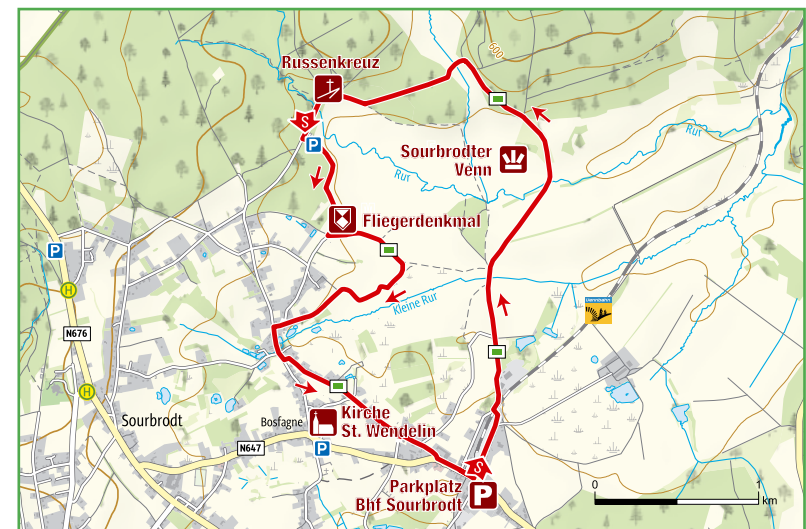 600
Russenkreuz
S
P
Rur
Sourbrodter
Venn
Rur
Fliegerdenkmal
P
H
Kleine Rur
Vennbahn
N676
H
Sourbrodt
Bosfagne
Kirche
St. Wendelin
N647
P
S
Parkplatz
Bhf Sourbrodt
P
0 1
km